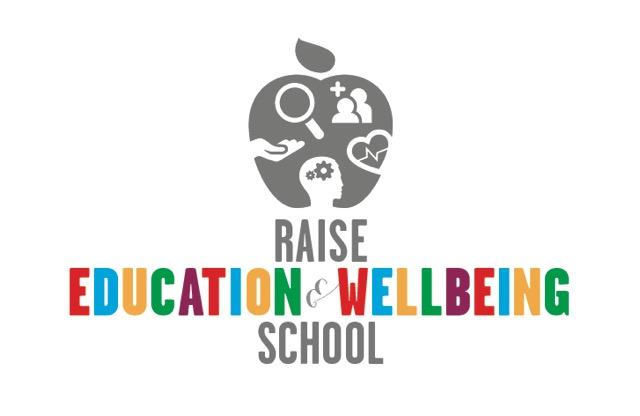 RAISE
EDUCATION & WELLBEING
SCHOOL